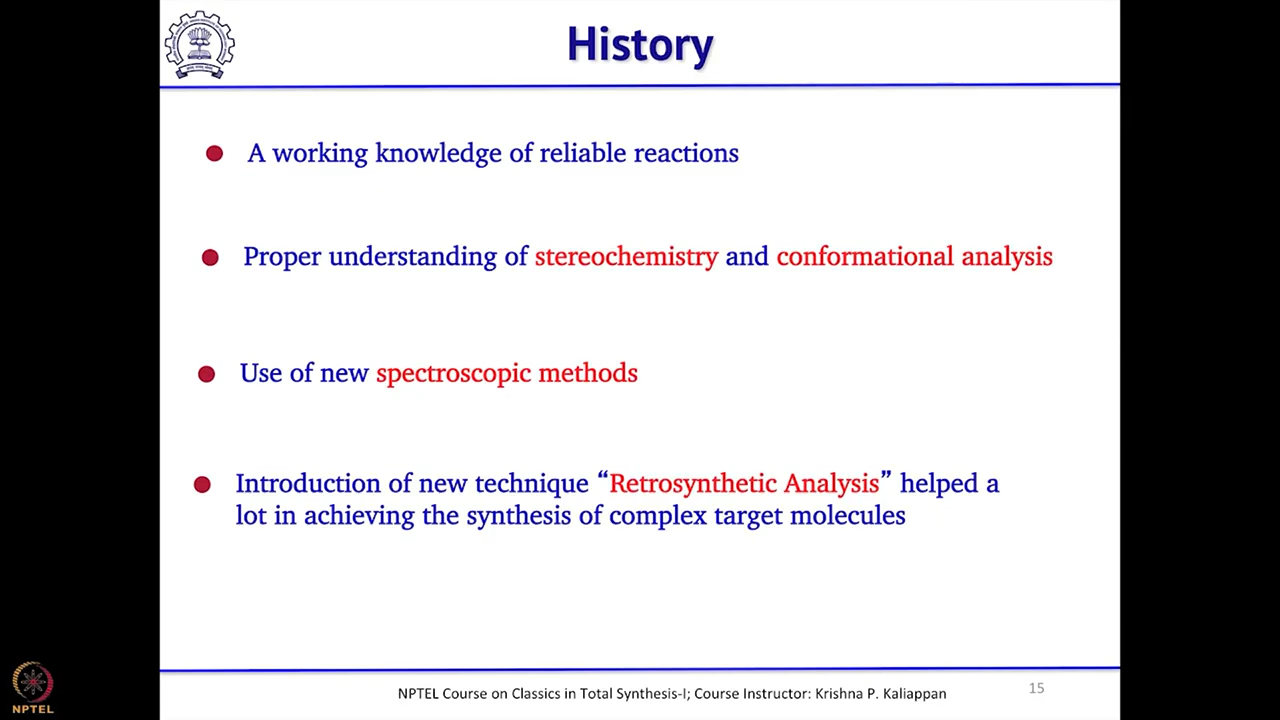 History
A working knowledge of reliable reactions
Proper understanding of stereochemistry and conformational analysis
Use of new spectroscopic methods
Introduction of new technique “Retrosynthetic Analysis” helped a
lot in achieving the synthesis of complex target molecules
NPTEL Course on Classics in Total Synthesis-I; Course Instructor: Krishna P. Kaliappan
15
NPTEL